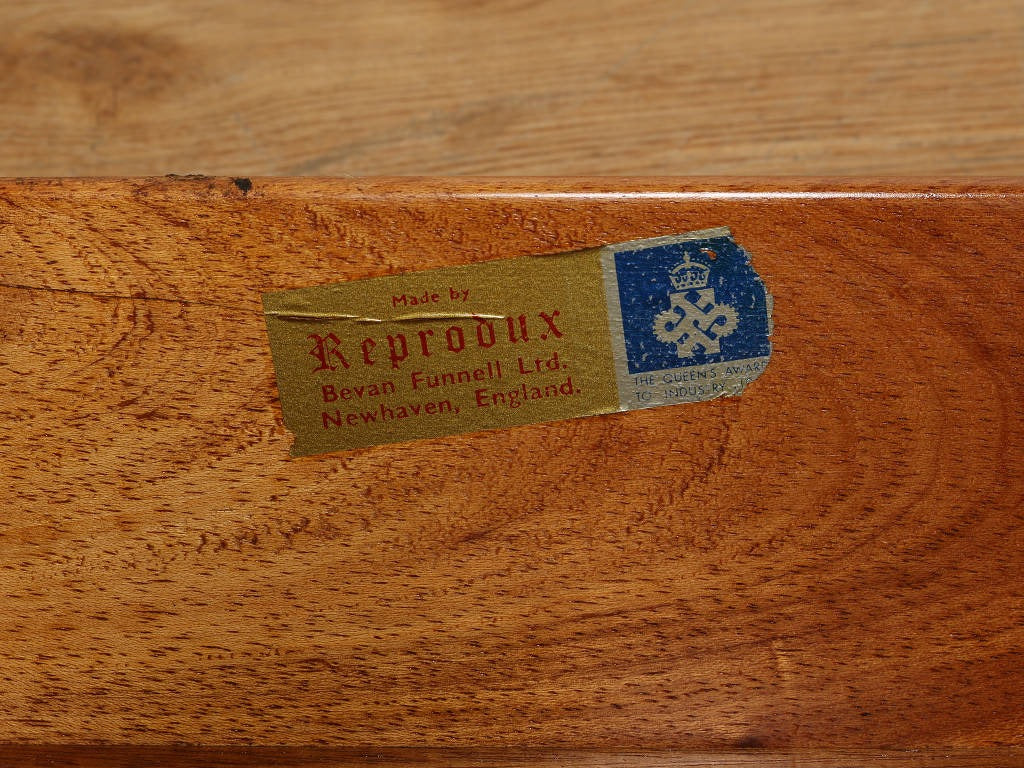 Made by
Reprodux
Bevan Funnell Ltd.
Newhaven, England.
THE QUEEN'S AWARD
TO INDUSTRY